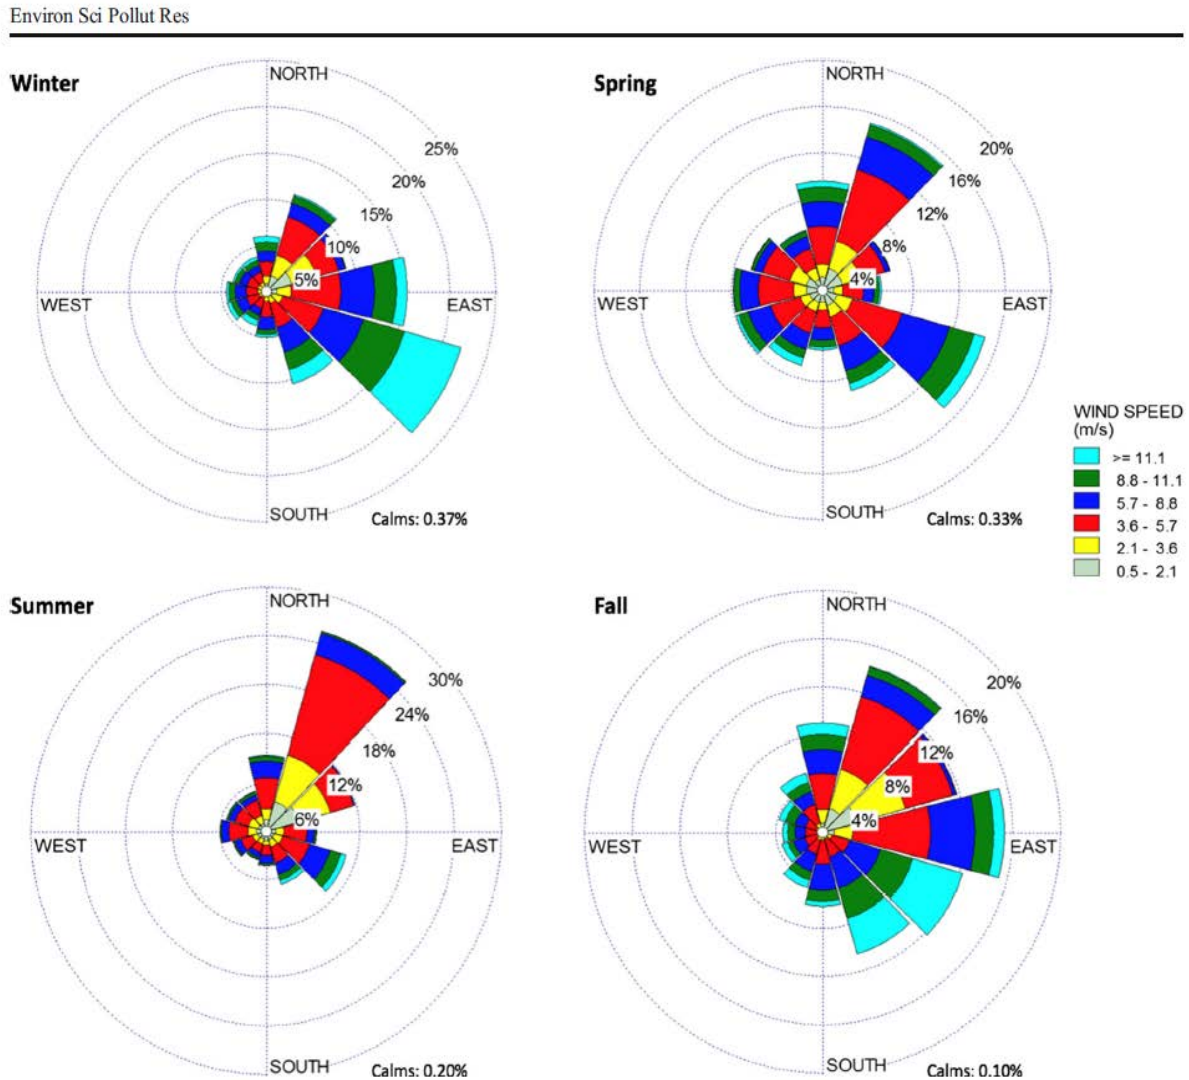 Environ Sci Pollut Res
Winter
NORTH
25%
20%
15%
10%
5%
WEST
EAST
SOUTH
Calms: 0.37%
Spring
NORTH
20%
16%
12%
8%
4%
WEST
EAST
SOUTH
Calms: 0.33%
WIND SPEED
(m/s)
>= 11.1
8.8 - 11.1
5.7 - 8.8
3.6 - 5.7
2.1 - 3.6
0.5 - 2.1
Summer
NORTH
30%
24%
18%
12%
6%
WEST
EAST
SOUTH
Calms: 0.20%
Fall
NORTH
20%
16%
12%
8%
4%
WEST
EAST
SOUTH
Calms: 0.10%